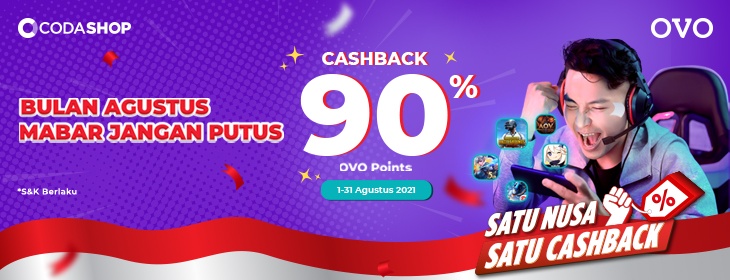 CODASHOP
OVO
CASHBACK
90%
OVO Points
1-31 Agustus 2021
BULAN AGUSTUS
MABAR JANGAN PUTUS
*S&K Berlaku
AOV
SATU NUSA
%
SATU CASHBACK